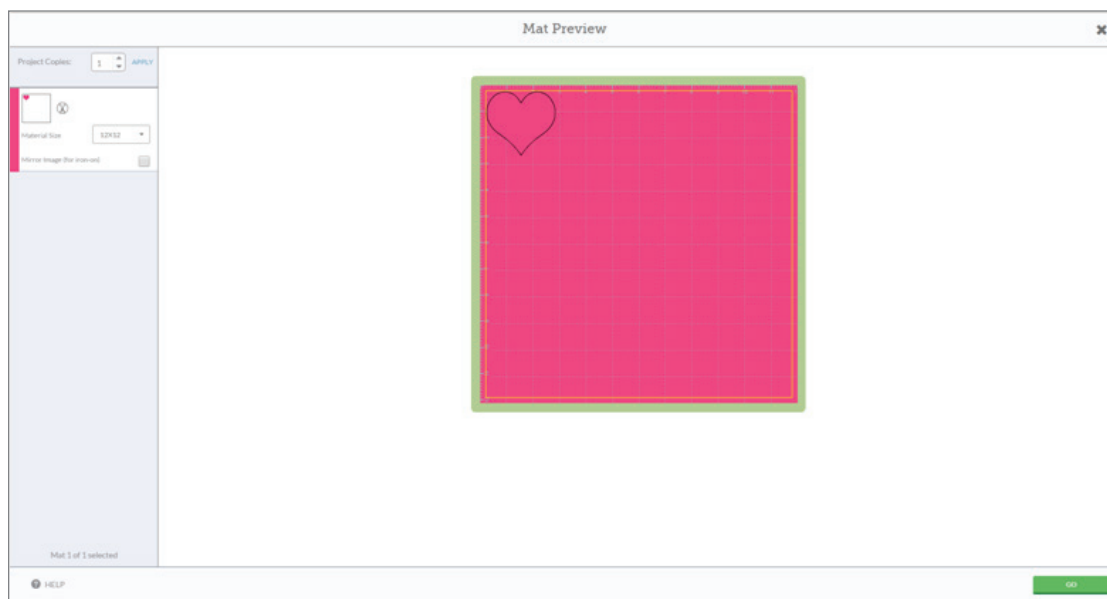 Mat Preview
Project Copies: 1 APPLY
Material Size 12X12
Mirror Image (for iron-on)
Mat 1 of 1 selected
HELP
GO